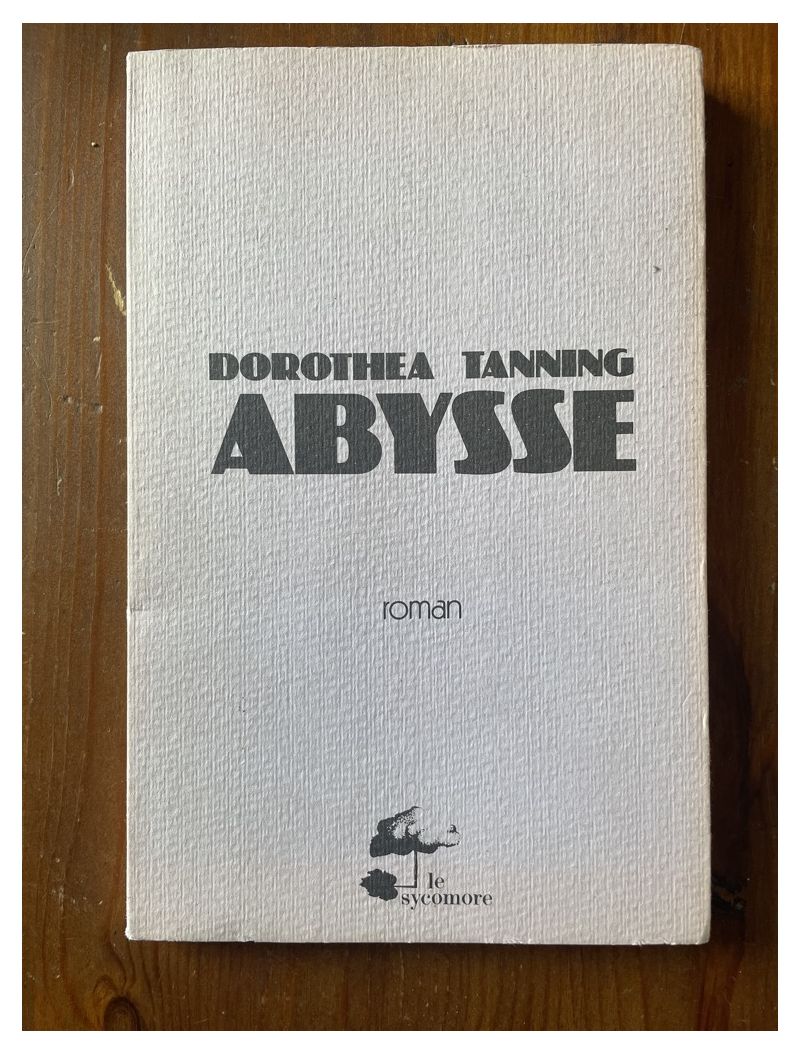 DOROTHEA TANNING
ABYSSE
roman
le
sycomore